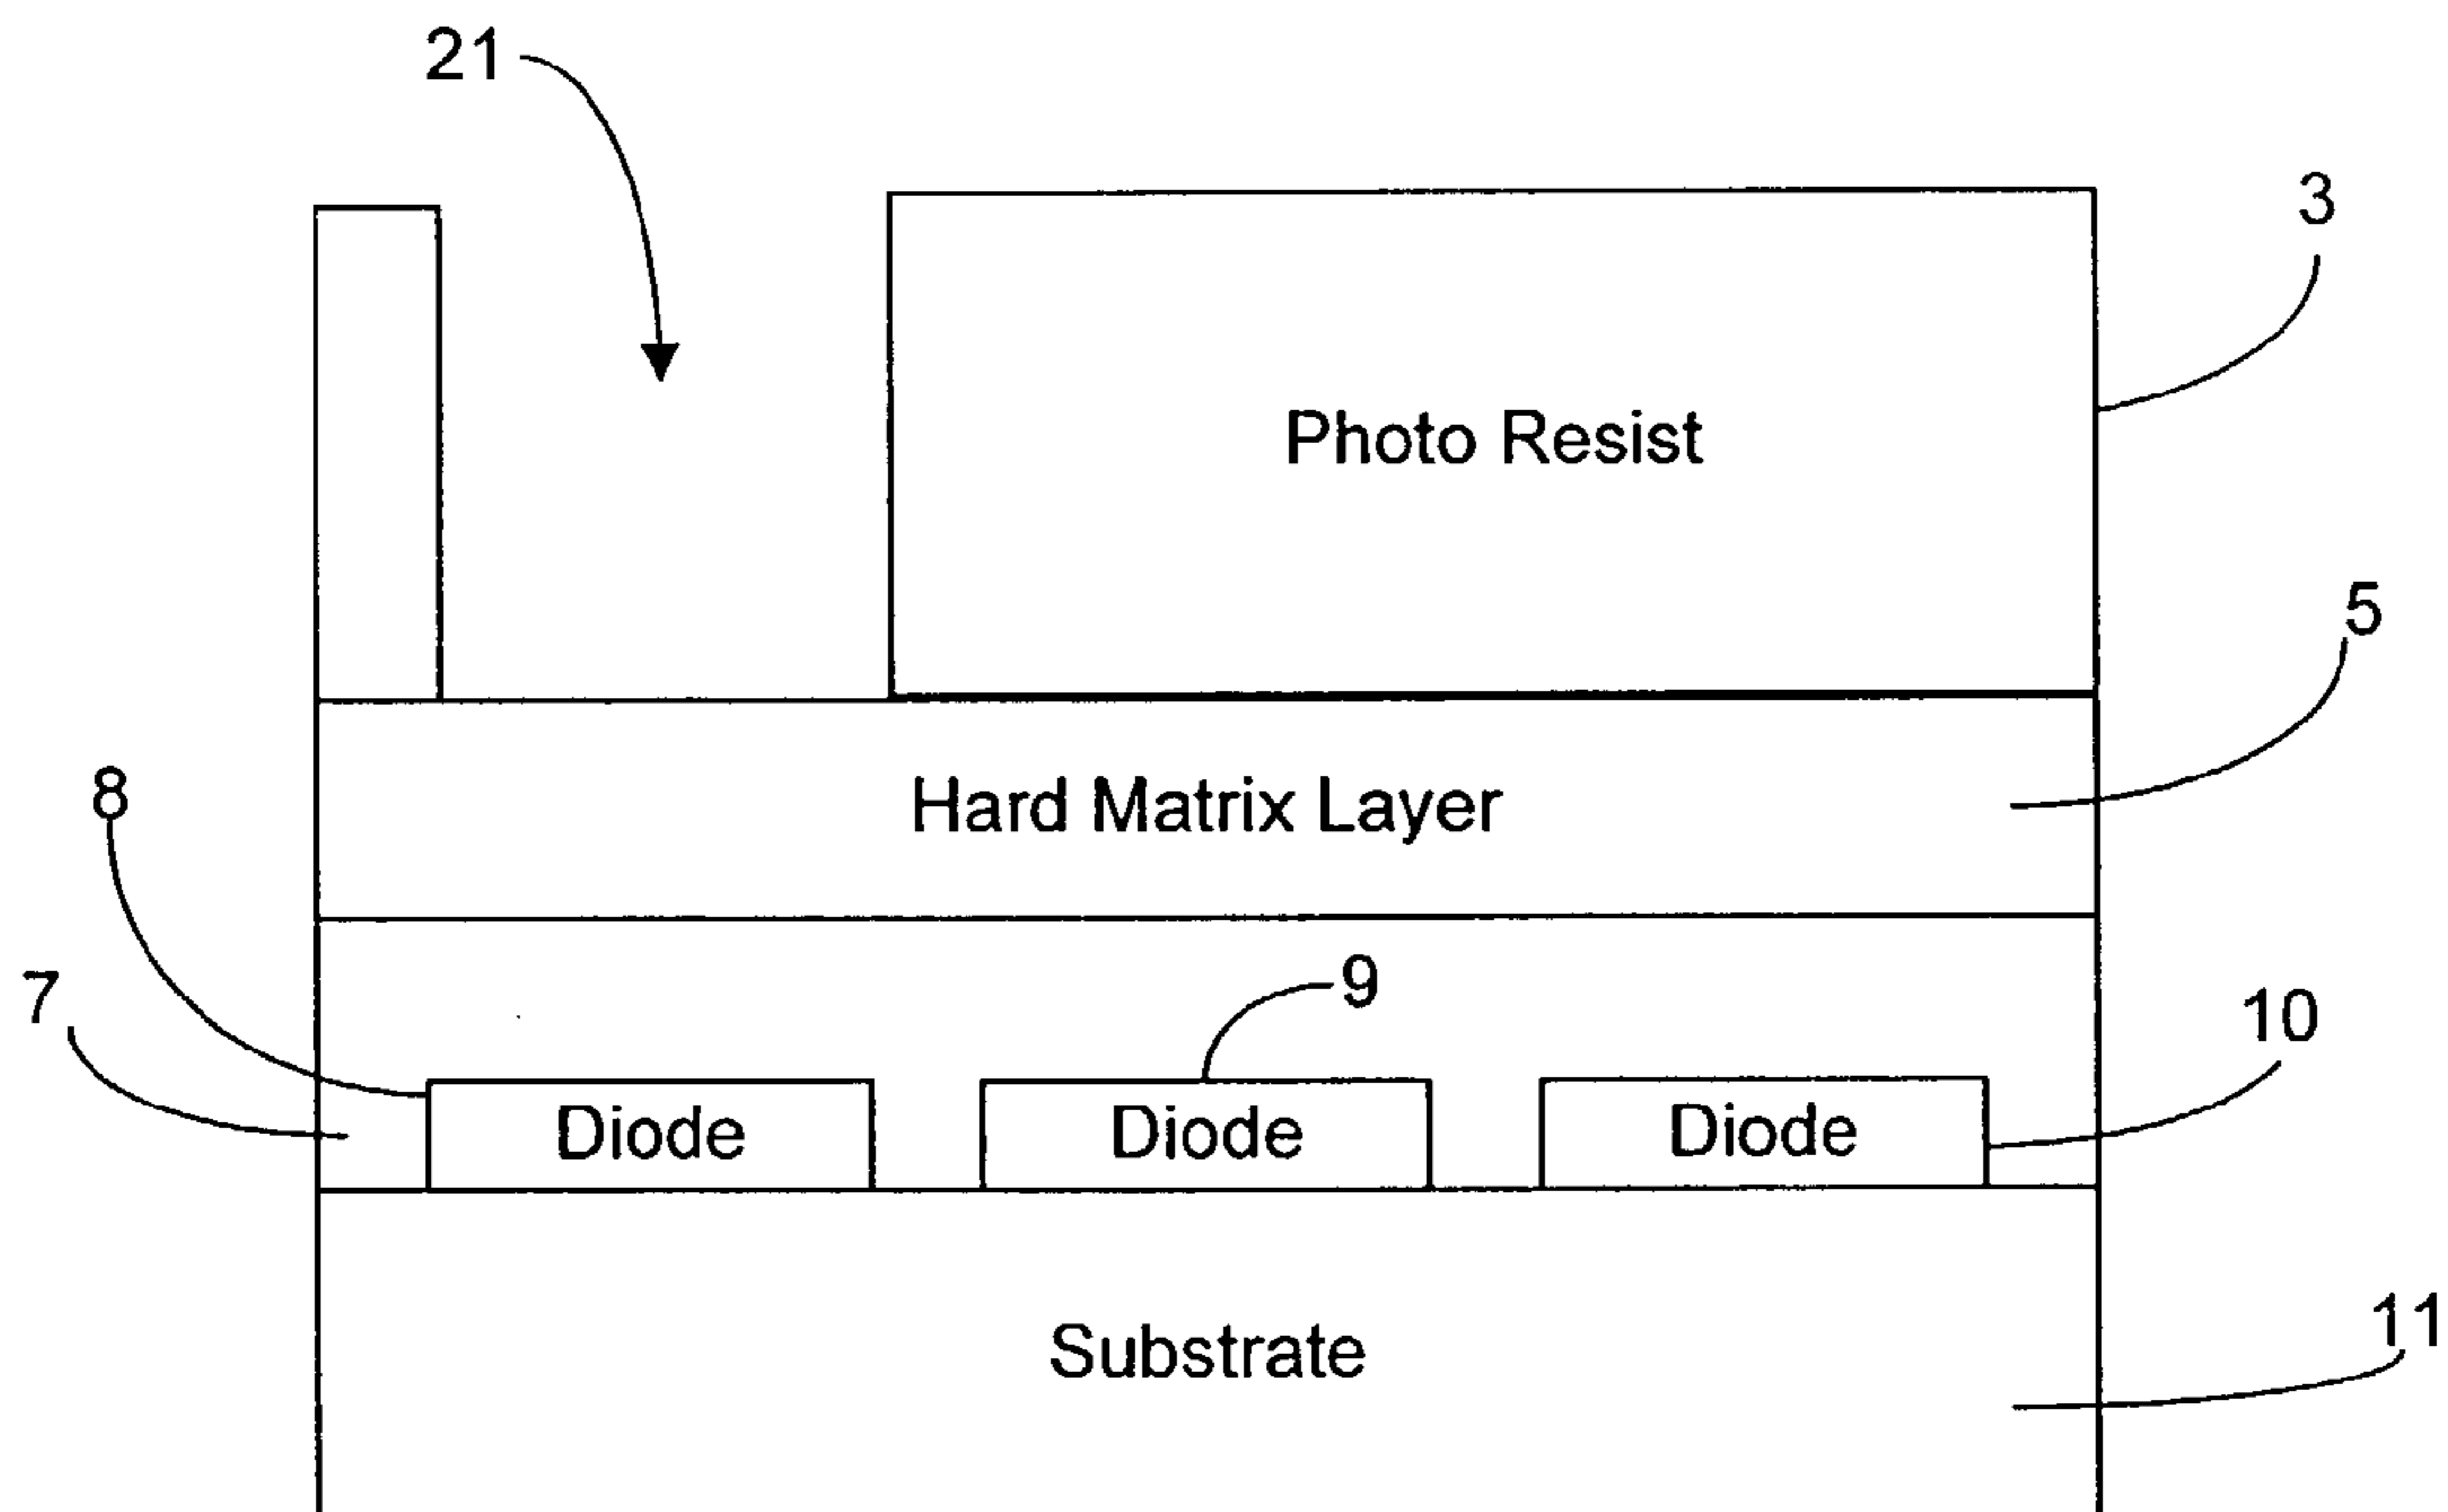 21
3
Photo Resist
5
Hard Matrix Layer
8
9
7
10
Diode
Diode
Diode
11
Substrate